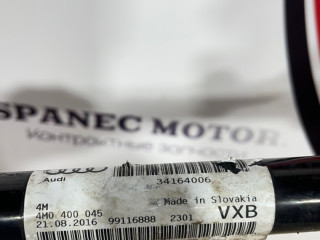 SPANEC MOTOR
Контрактные запчасти
Audi
34164006
Made in Slovakia
4M
4M0 400 045
21.08.2016 99116888 2301 VXB